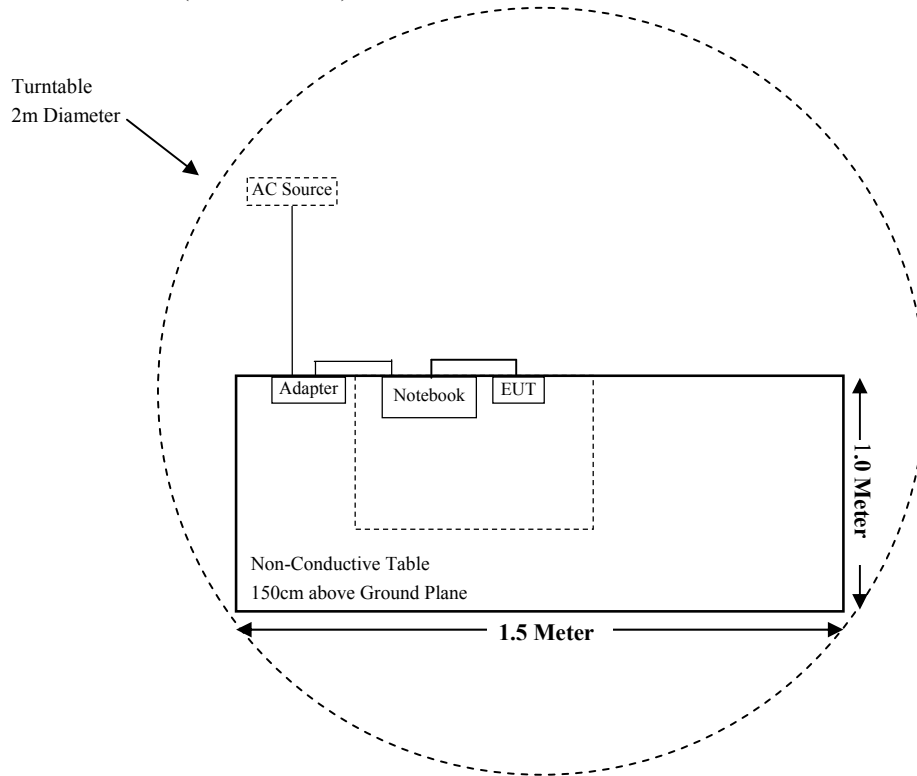 Turntable
2m Diameter
AC Source
Adapter
Notebook
EUT
1.0 Meter
Non-Conductive Table
150cm above Ground Plane
1.5 Meter